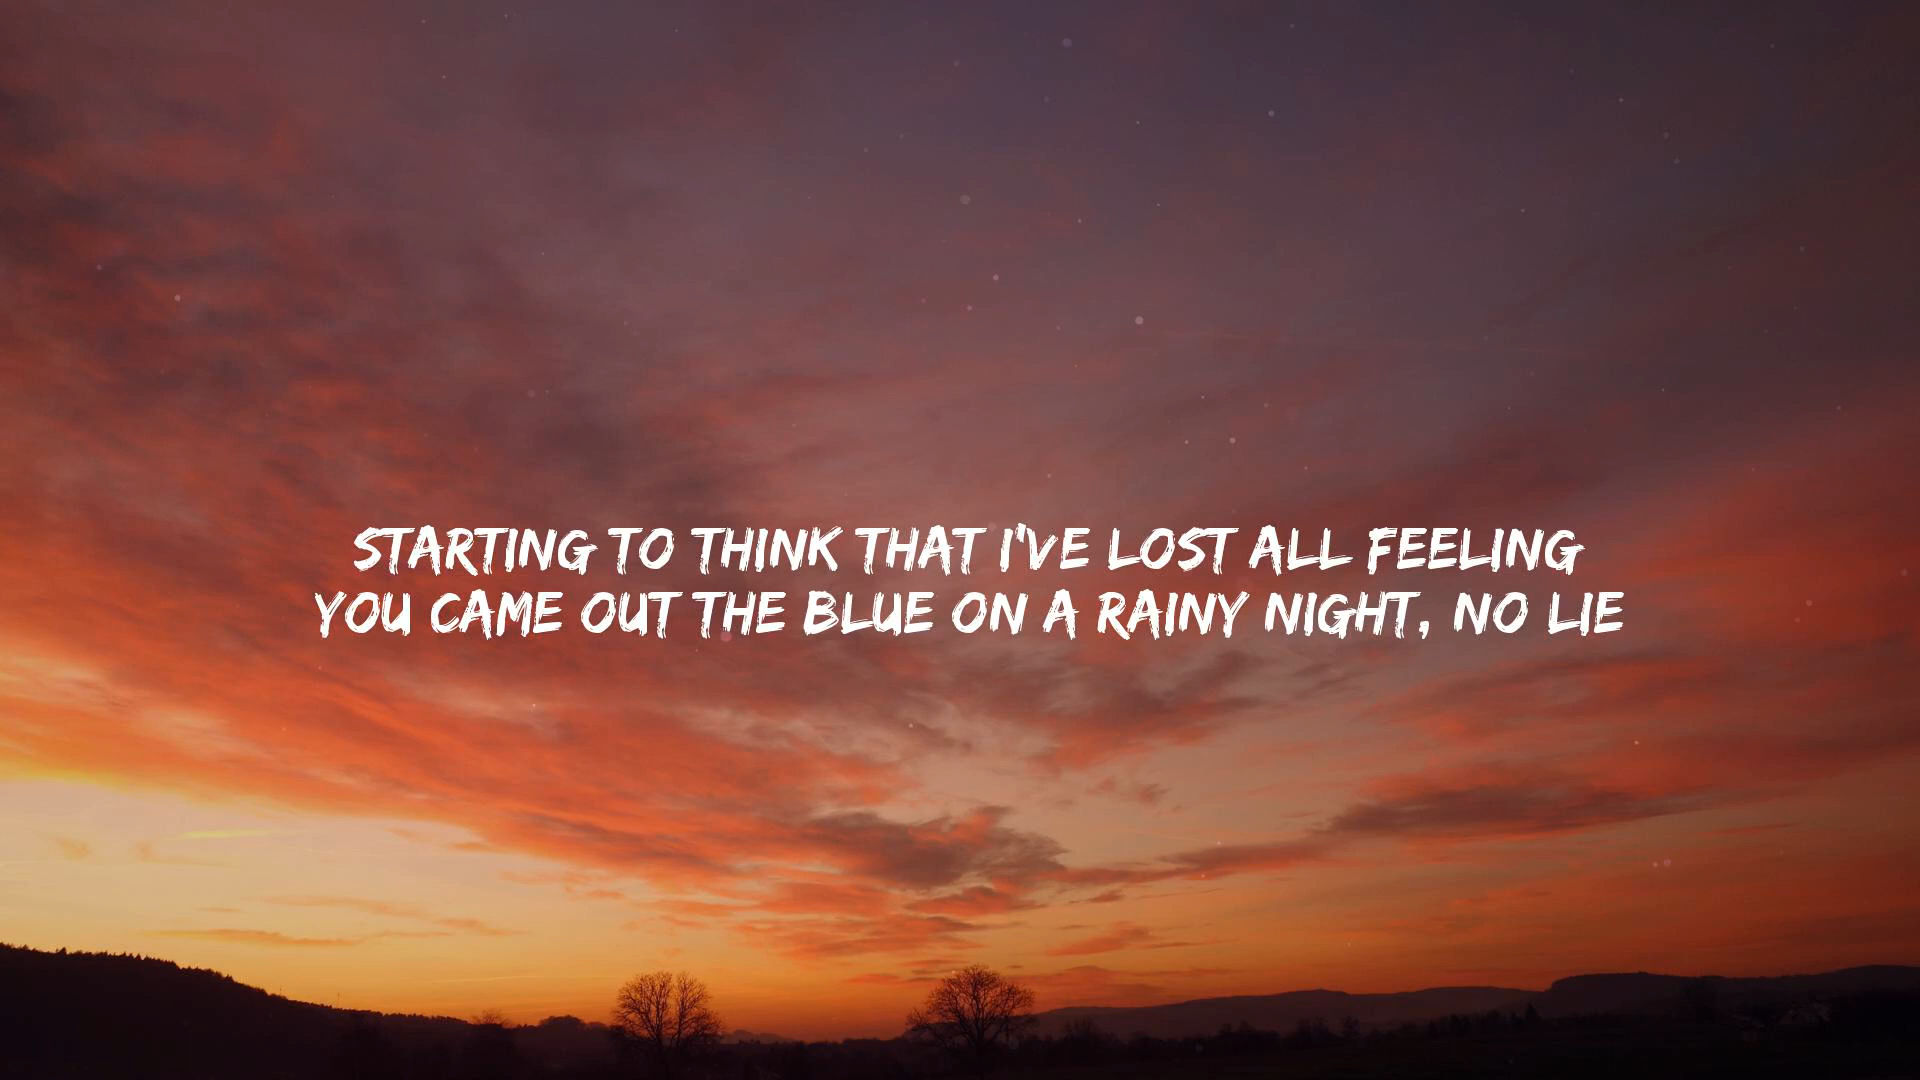 STARTING TO THINK THAT I'VE LOST ALL FEELING
YOU CAME OUT THE BLUE ON A RAINY NIGHT, NO LIE